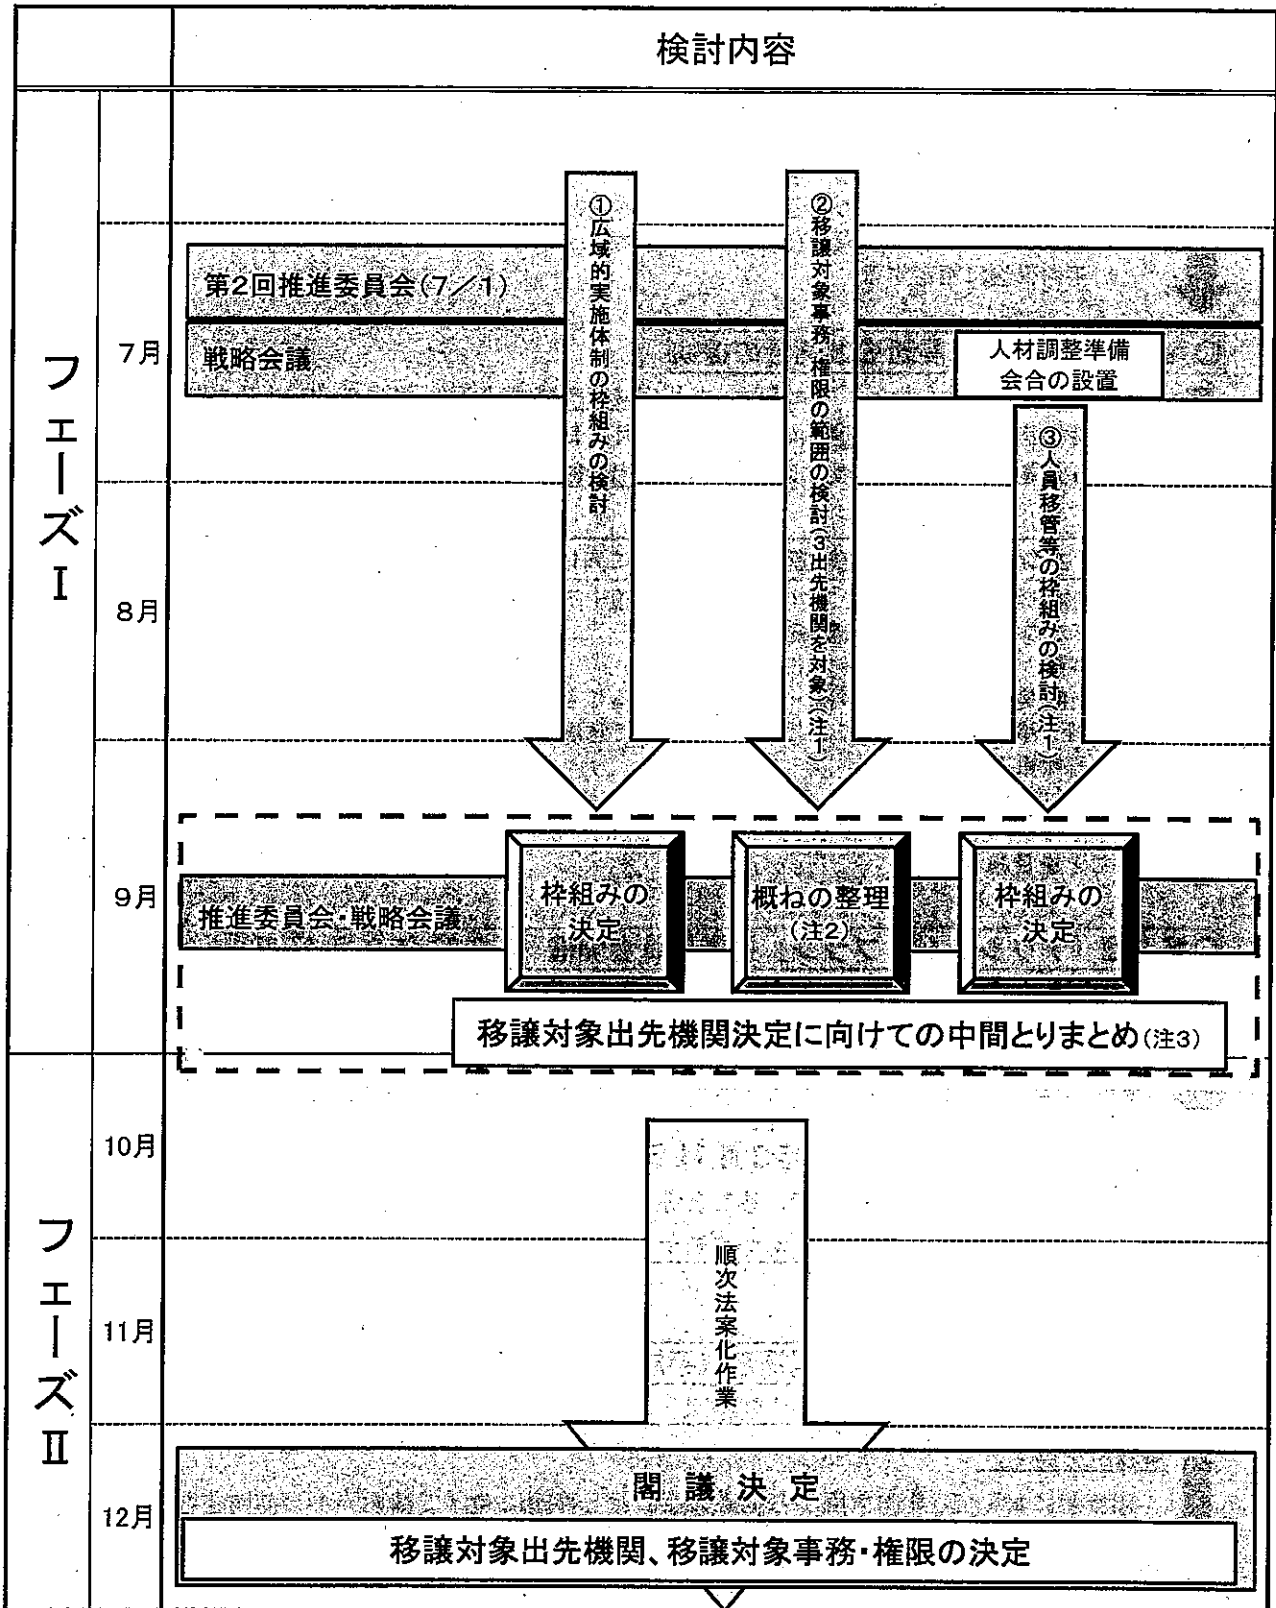 検討内容
フェーズⅠ
7月
第2回推進委員会(7／1)
戦略会議
人材調整準備
会合の設置
①広域的実施体制の枠組みの検討
②移譲対象事務・権限の範囲の検討(3出先機関を対象)(注1)
③人員移管等の枠組みの検討(注1)
8月
9月
推進委員会・戦略会議
枠組みの
決定
概ねの整理
(注2)
枠組みの
決定
移譲対象出先機関決定に向けての中間とりまとめ(注3)
フェーズⅡ
10月
順次法案化作業
11月
12月
閣議決定
移譲対象出先機関、移譲対象事務・権限の決定